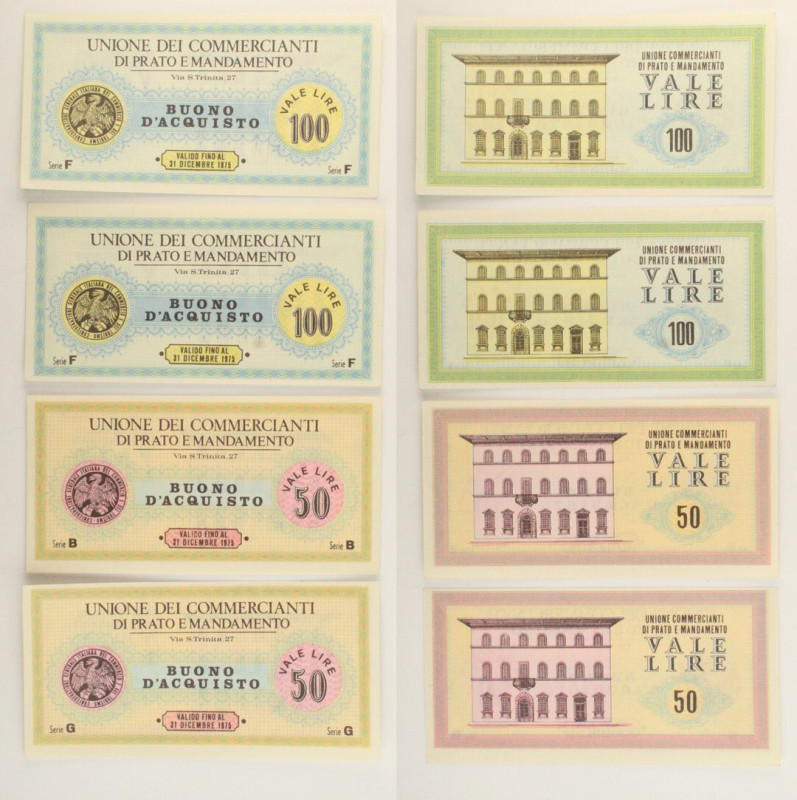 UNIONE DEI COMMERCIANTI
DI PRATO E MANDAMENTO
Via S. Trinita, 27
BUONO
D'ACQUISTO
VALE LIRE
100
VALIDO FINO AL
31 DICEMBRE 1975
Serie F
Serie F
UNIONE COMMERCIANTI
DI PRATO E MANDAMENTO
VALE
LIRE
100
UNIONE DEI COMMERCIANTI
DI PRATO E MANDAMENTO
Via S. Trinita, 27
BUONO
D'ACQUISTO
VALE LIRE
100
VALIDO FINO AL
31 DICEMBRE 1975
Serie F
Serie F
UNIONE COMMERCIANTI
DI PRATO E MANDAMENTO
VALE
LIRE
100
UNIONE DEI COMMERCIANTI
DI PRATO E MANDAMENTO
Via S. Trinita, 27
BUONO
D'ACQUISTO
VALE LIRE
50
VALIDO FINO AL
31 DICEMBRE 1975
Serie B
Serie B
UNIONE COMMERCIANTI
DI PRATO E MANDAMENTO
VALE
LIRE
50
UNIONE DEI COMMERCIANTI
DI PRATO E MANDAMENTO
Via S. Trinita, 27
BUONO
D'ACQUISTO
VALE LIRE
50
VALIDO FINO AL
31 DICEMBRE 1975
Serie G
Serie G
UNIONE COMMERCIANTI
DI PRATO E MANDAMENTO
VALE
LIRE
50